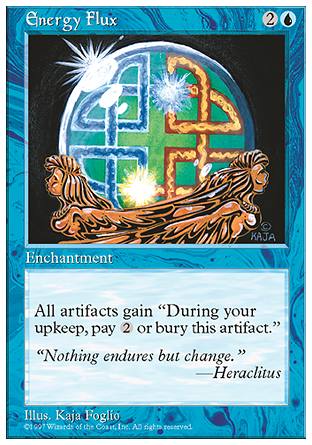 Energy Flux 2
© KAJA
Enchantment
All artifacts gain “During your
upkeep, pay 2 or bury this artifact.”
“Nothing endures but change.”
—Heraclitus
Illus. Kaja Foglio
©1997 Wizards of the Coast, Inc. All rights reserved.